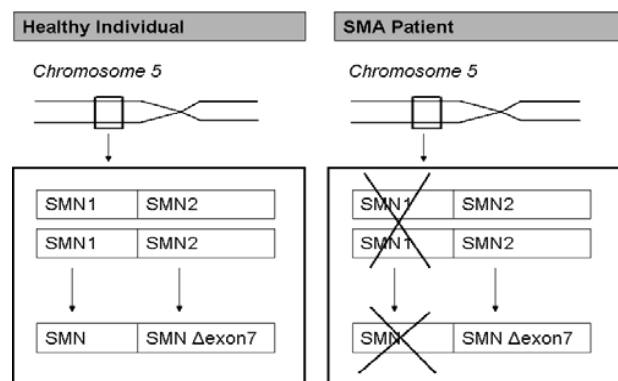 Healthy Individual
Chromosome 5
SMN1 SMN2
SMN1 SMN2
SMN SMN Δexon7
SMA Patient
Chromosome 5
SMN1 SMN2
SMN1 SMN2
SMN SMN Δexon7